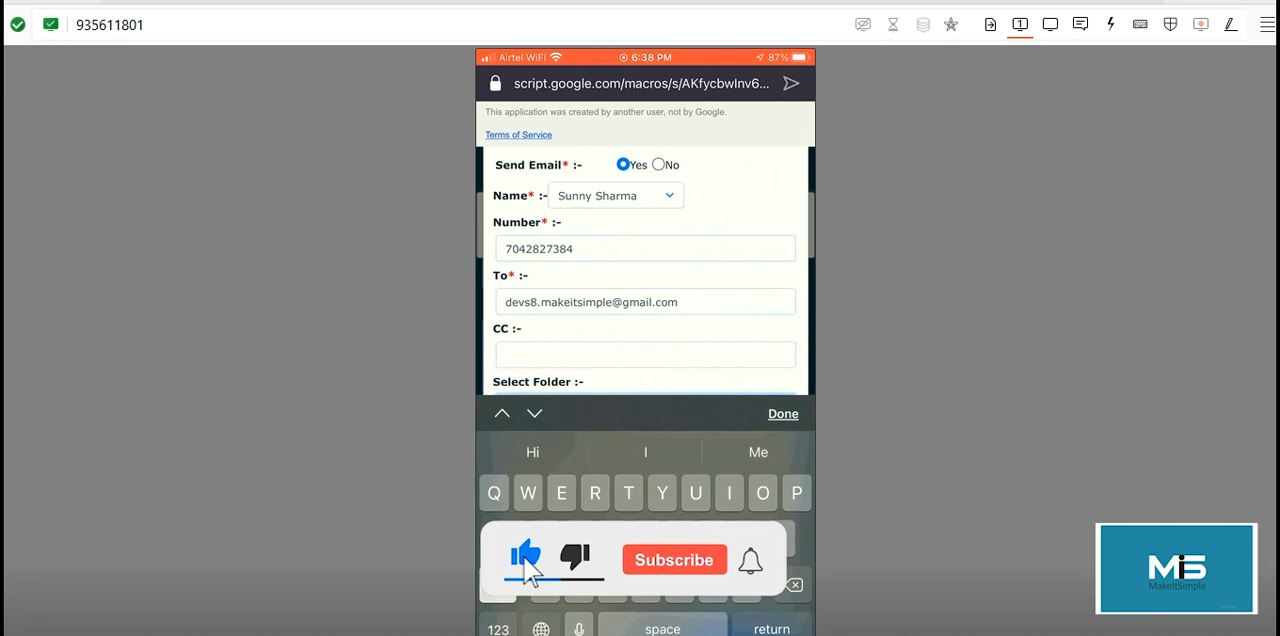 935611801
1
Airtel WiFi 6:38 PM 87%
script.google.com/macros/s/AKfycbwInv6...
This application was created by another user, not by Google.
Terms of Service
Send Email* :- Yes No
Name* :- Sunny Sharma
Number* :-
7042827384
To* :-
devs8.makeitsimple@gmail.com
CC :-
Select Folder :-
Done
Hi I Me
Q W E R T Y U I O P
Subscribe
MiS
MakeitSimple
123 space return